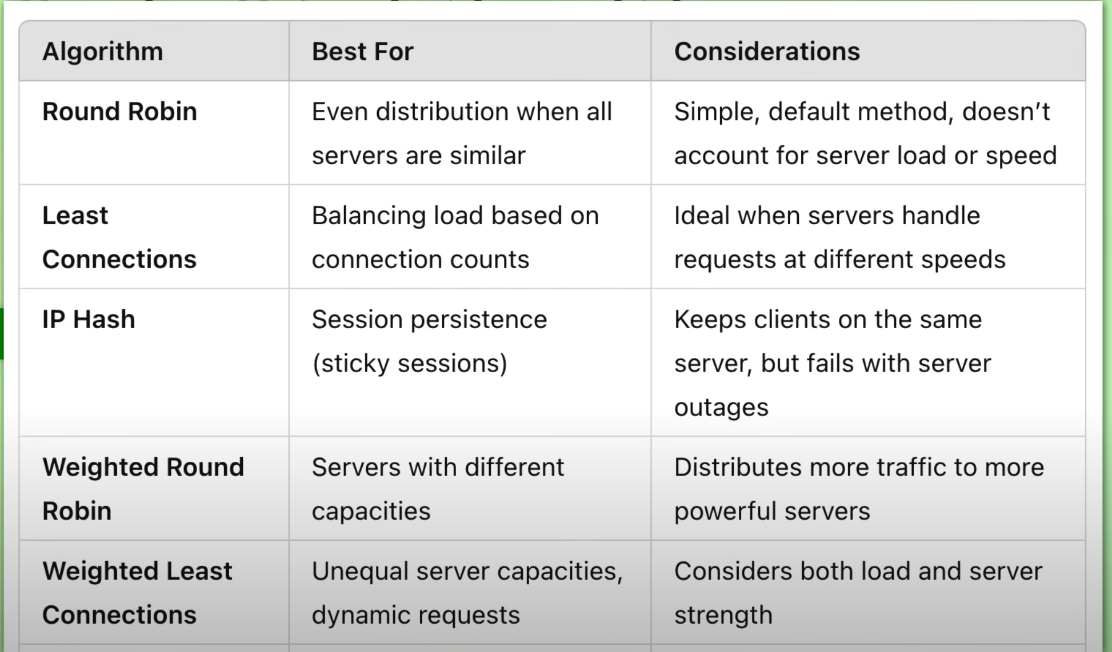 Algorithm
Best For
Considerations
Round Robin
Even distribution when all
servers are similar
Simple, default method, doesn’t
account for server load or speed
Least
Connections
Balancing load based on
connection counts
Ideal when servers handle
requests at different speeds
IP Hash
Session persistence
(sticky sessions)
Keeps clients on the same
server, but fails with server
outages
Weighted Round
Robin
Servers with different
capacities
Distributes more traffic to more
powerful servers
Weighted Least
Connections
Unequal server capacities,
dynamic requests
Considers both load and server
strength